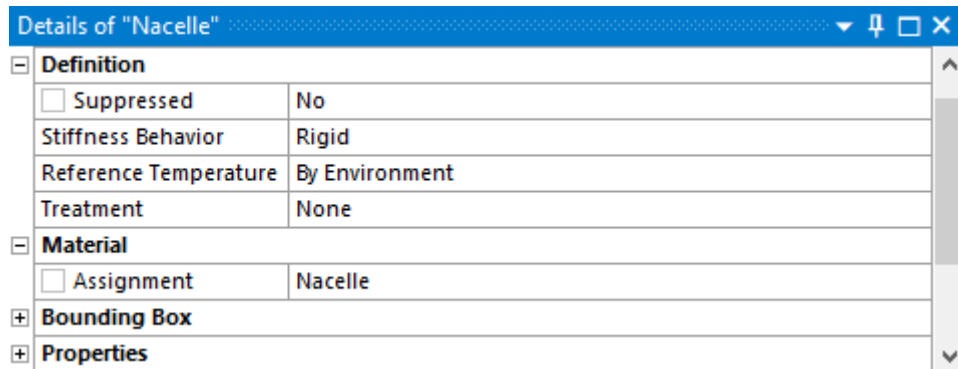 Details of "Nacelle"
Definition
Suppressed No
Stiffness Behavior Rigid
Reference Temperature By Environment
Treatment None
Material
Assignment Nacelle
Bounding Box
Properties